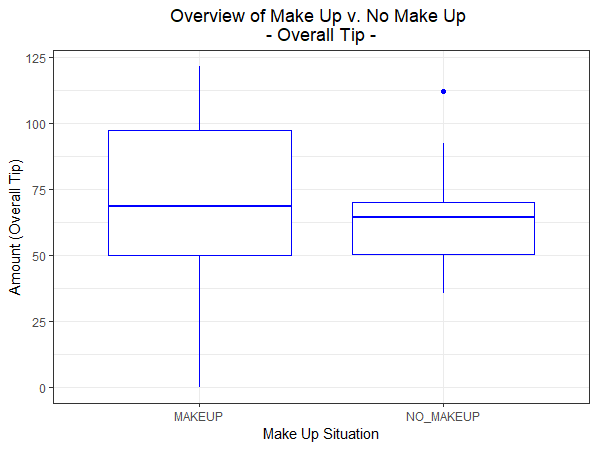 Overview of Make Up v. No Make Up
- Overall Tip -
Amount (Overall Tip)
125
100
75
50
25
0
MAKEUP
NO_MAKEUP
Make Up Situation